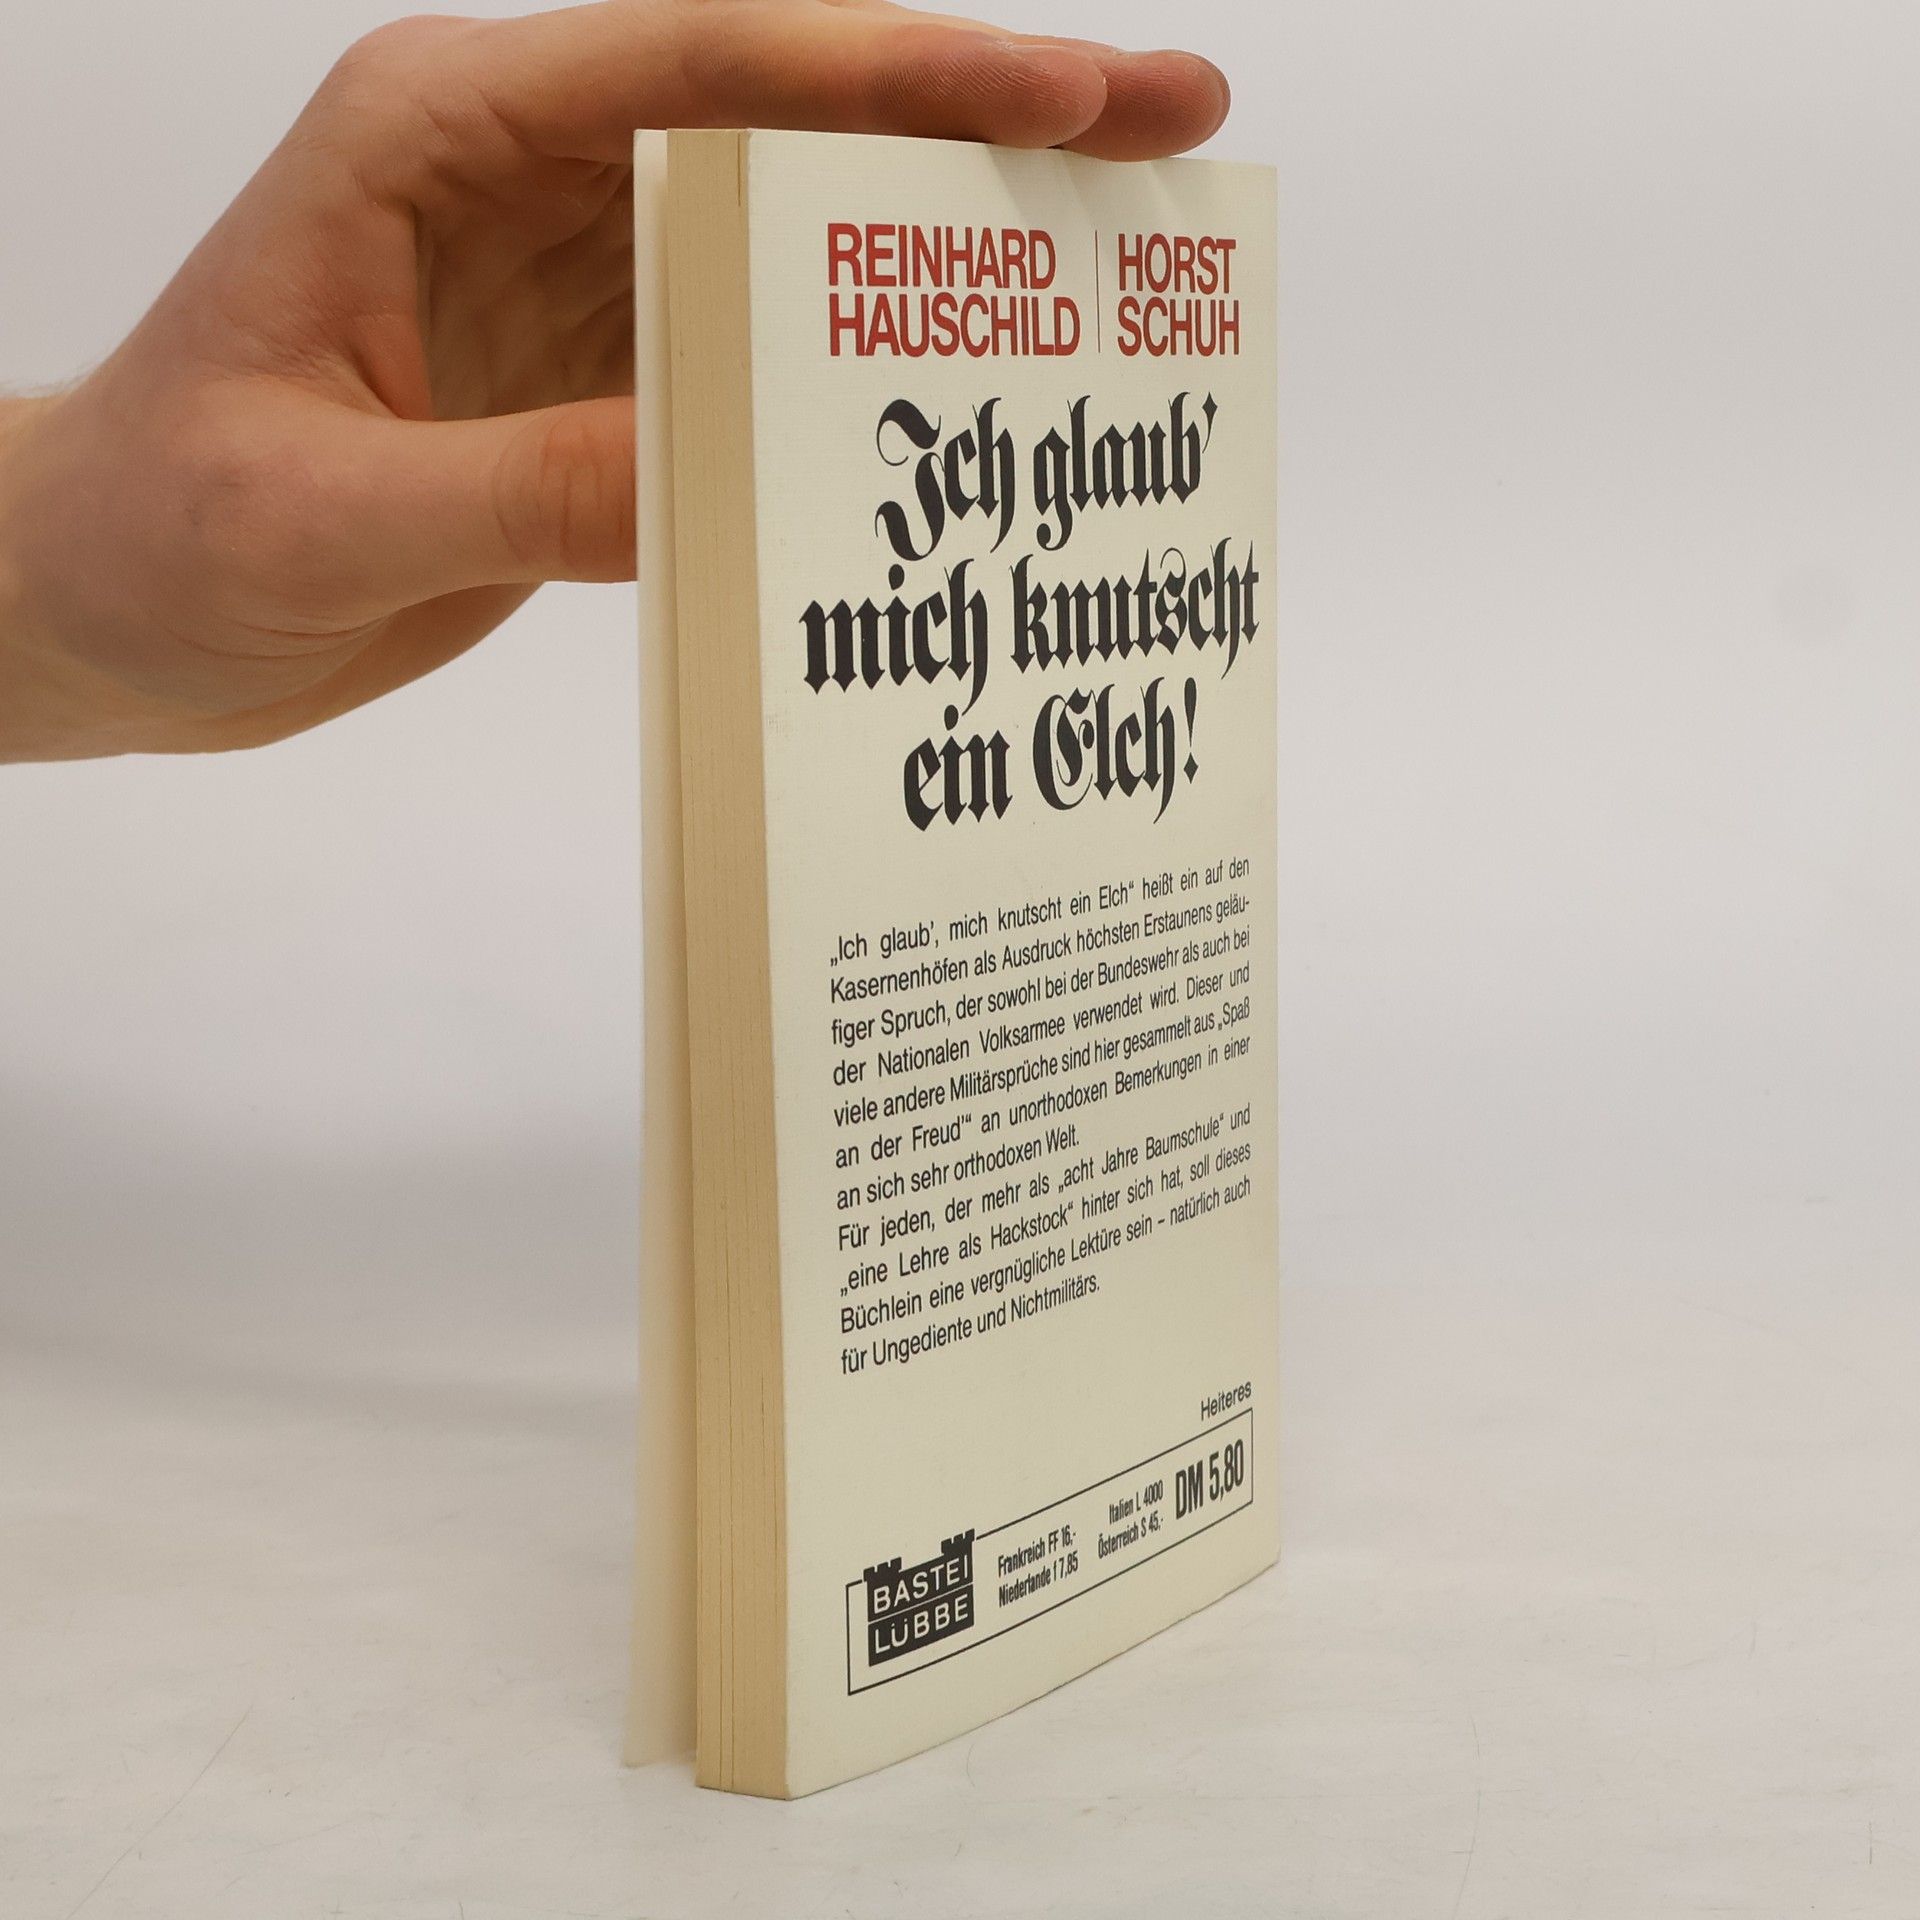 REINHARD
HAUSCHILD
HORST
SCHUH
Ich glaub'
mich knutscht
ein Elch!
„Ich glaub', mich knutscht ein Elch“ heißt ein auf den
Kasernenhöfen als Ausdruck höchsten Erstaunens geläu-
figer Spruch, der sowohl bei der Bundeswehr als auch bei
der Nationalen Volksarmee verwendet wird. Dieser und
viele andere Militärsprüche sind hier gesammelt aus „Spaß
an der Freud'“ an unorthodoxen Bemerkungen in einer
an sich sehr orthodoxen Welt.
Für jeden, der mehr als „acht Jahre Baumschule“ und
„eine Lehre als Hackstock“ hinter sich hat, soll dieses
Büchlein eine vergnügliche Lektüre sein – natürlich auch
für Ungediente und Nichtmilitärs.
Heiteres
BASTEI
LÜBBE
Frankreich FF 16,-
Niederlande f 7,85
Italien L 4000
Österreich S 45,-
DM 5,80